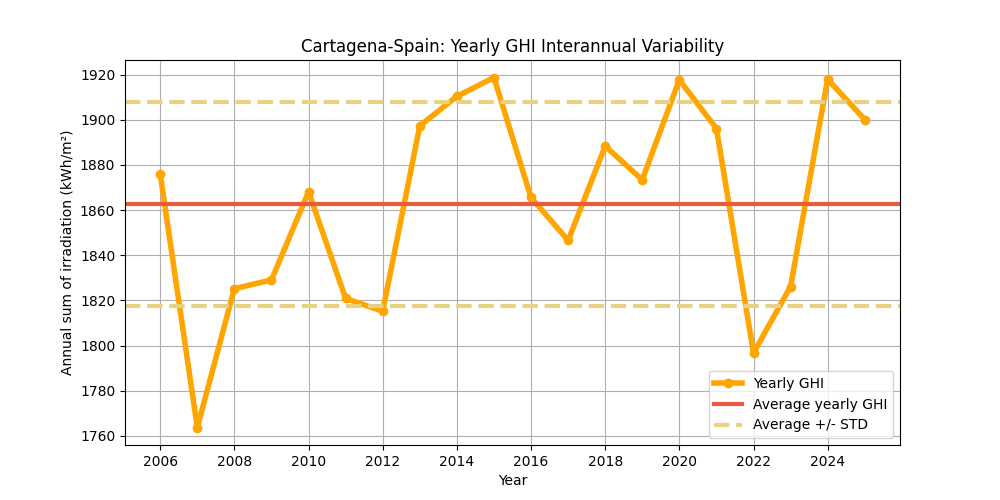 Cartagena-Spain: Yearly GHI Interannual Variability
Annual sum of irradiation (kWh/m²)
1920
1900
1880
1860
1840
1820
1800
1780
1760
Yearly GHI
Average yearly GHI
Average +/- STD
2006 2008 2010 2012 2014 2016 2018 2020 2022 2024
Year